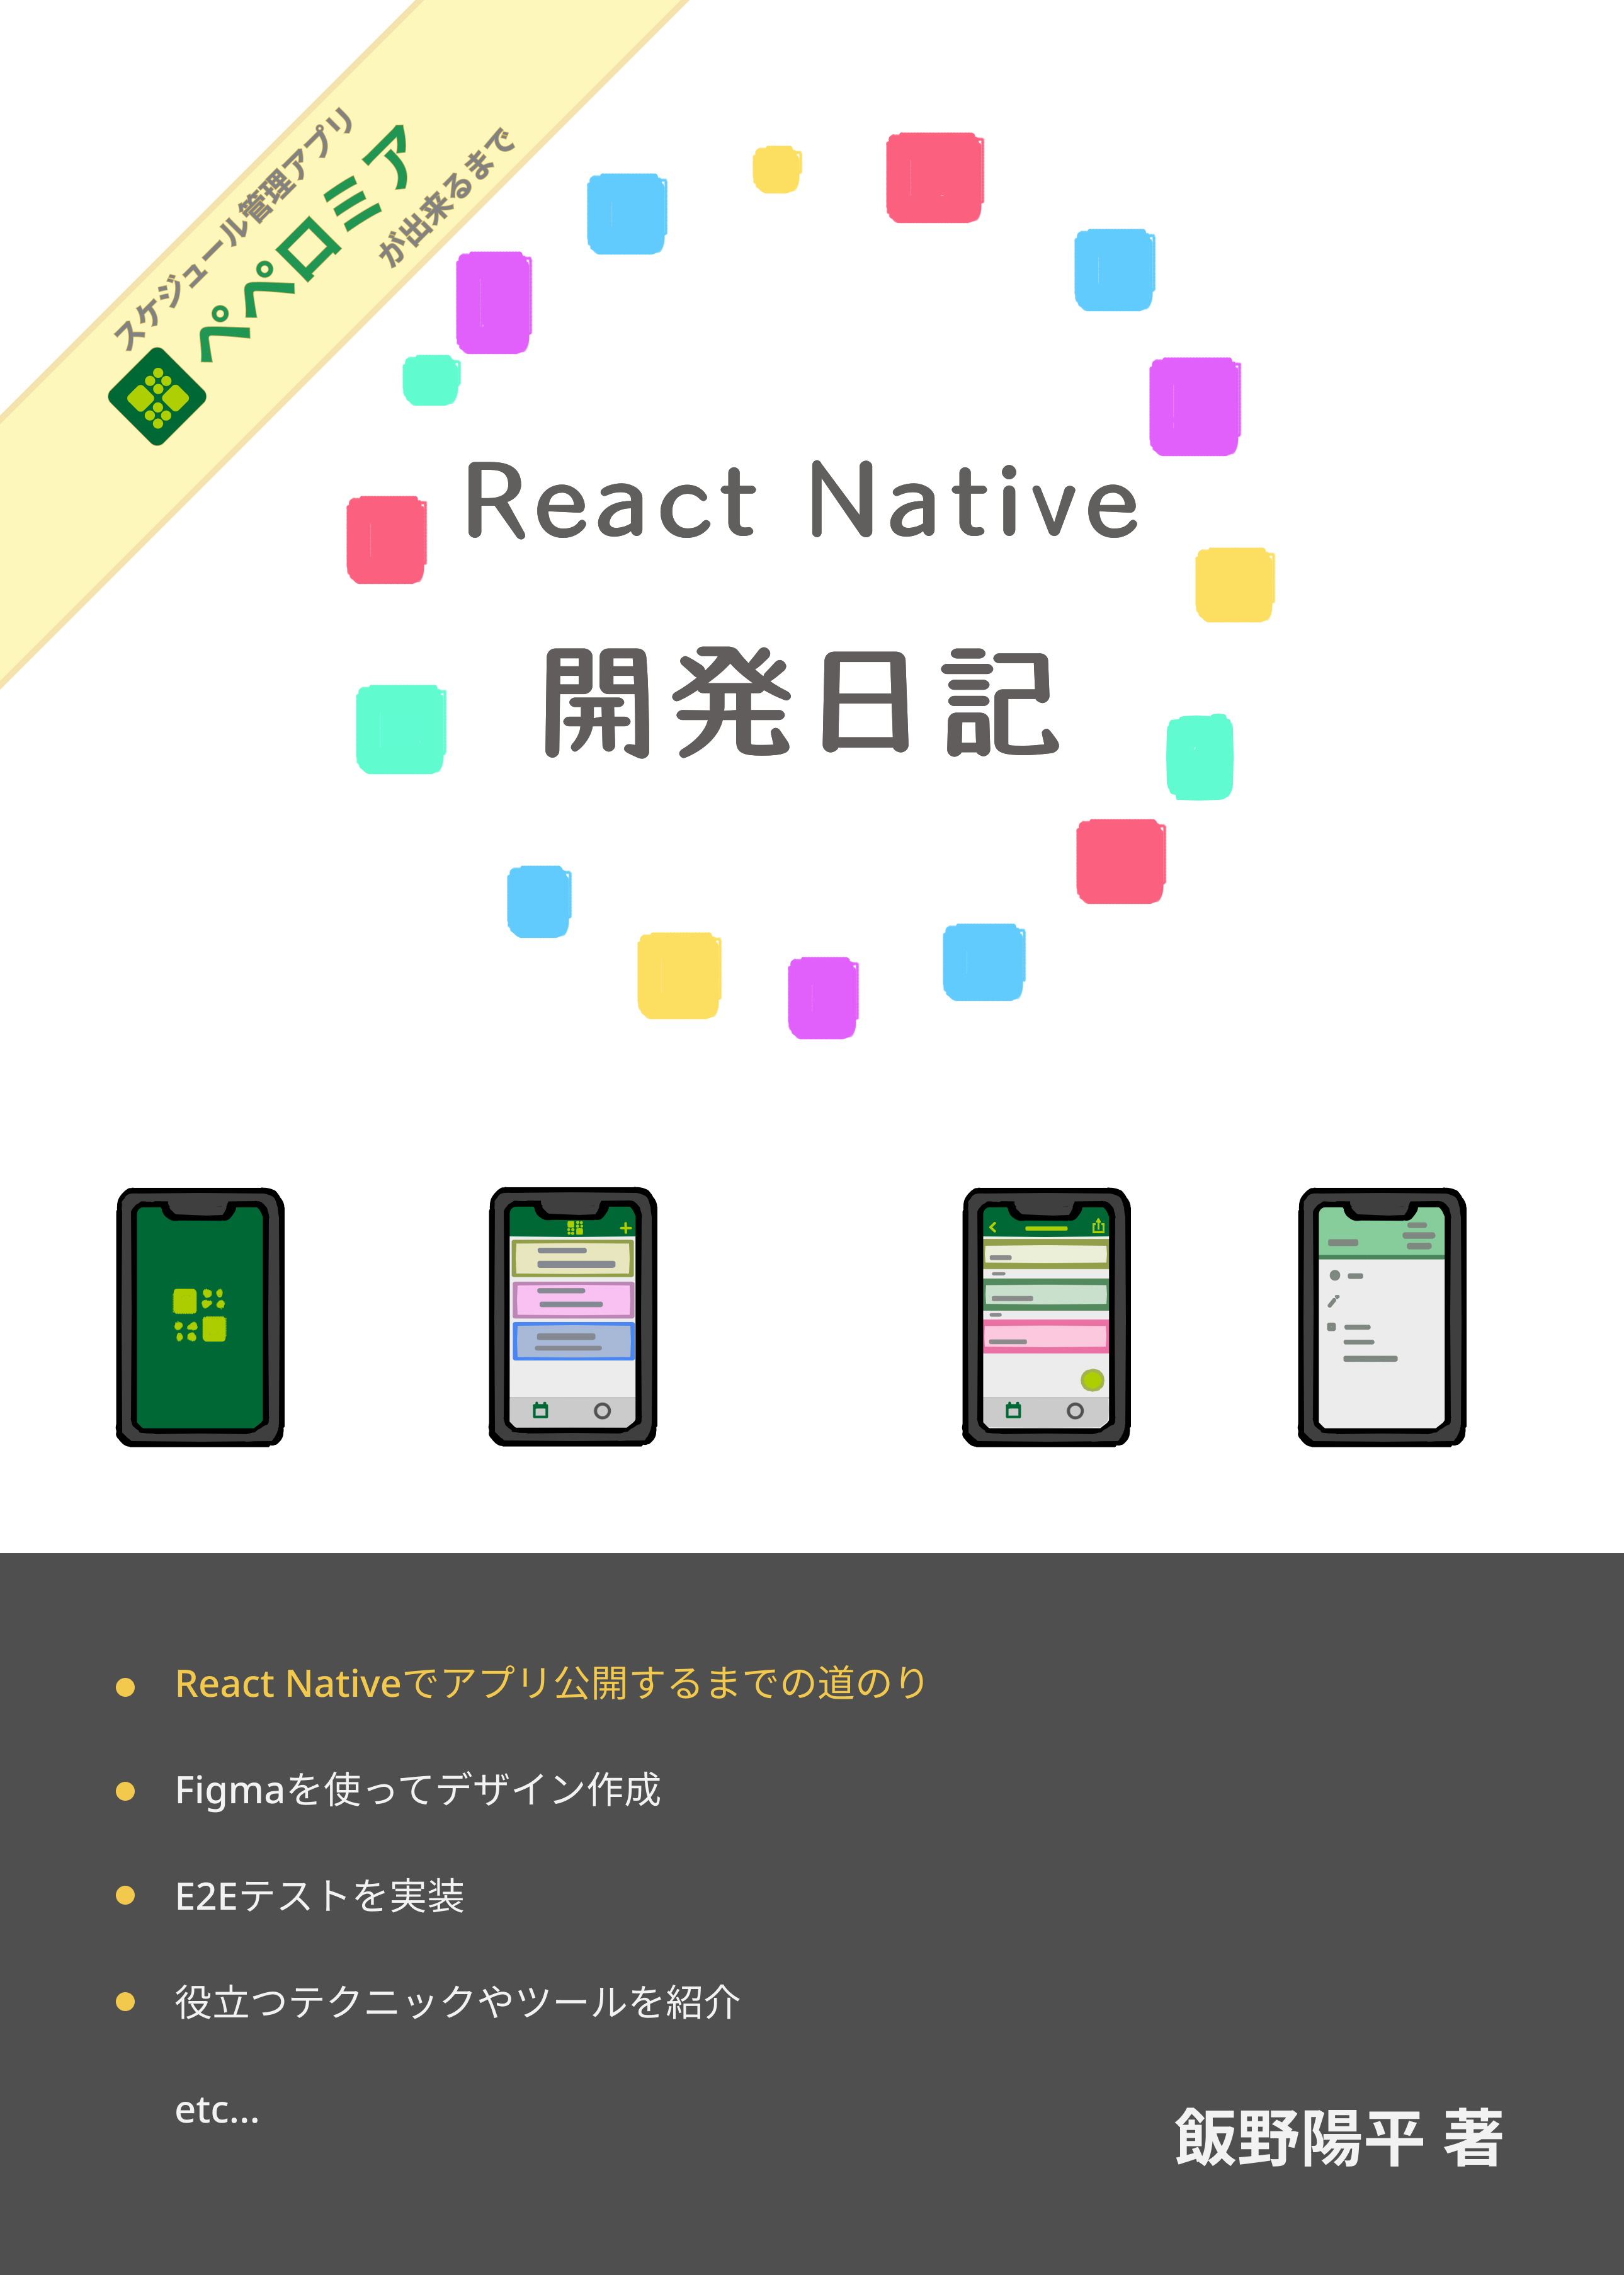 スケジュール管理アプリ
ペペロミア
が出来るまで
React Native
開発日記
React Nativeでアプリ公開するまでの道のり
Figmaを使ってデザイン作成
E2Eテストを実装
役立つテクニックやツールを紹介
etc...
飯野陽平 著